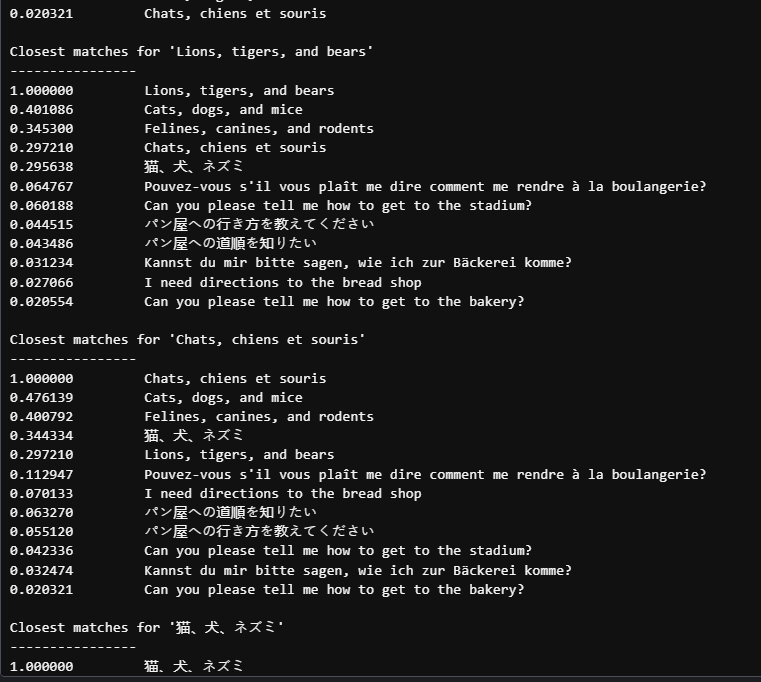 0.020321 Chats, chiens et souris
Closest matches for 'Lions, tigers, and bears'
----------------
1.000000 Lions, tigers, and bears
0.401086 Cats, dogs, and mice
0.345300 Felines, canines, and rodents
0.297210 Chats, chiens et souris
0.295638 猫、犬、ネズミ
0.064767 Pouvez-vous s'il vous plaît me dire comment me rendre à la boulangerie?
0.060188 Can you please tell me how to get to the stadium?
0.044515 パン屋への行き方を教えてください
0.043486 パン屋への道順を知りたい
0.031234 Kannst du mir bitte sagen, wie ich zur Bäckerei komme?
0.027066 I need directions to the bread shop
0.020554 Can you please tell me how to get to the bakery?
Closest matches for 'Chats, chiens et souris'
----------------
1.000000 Chats, chiens et souris
0.476139 Cats, dogs, and mice
0.400792 Felines, canines, and rodents
0.344334 猫、犬、ネズミ
0.297210 Lions, tigers, and bears
0.112947 Pouvez-vous s'il vous plaît me dire comment me rendre à la boulangerie?
0.070133 I need directions to the bread shop
0.063270 パン屋への道順を知りたい
0.055120 パン屋への行き方を教えてください
0.042336 Can you please tell me how to get to the stadium?
0.032474 Kannst du mir bitte sagen, wie ich zur Bäckerei komme?
0.020321 Can you please tell me how to get to the bakery?
Closest matches for '猫、犬、ネズミ'
----------------
1.000000 猫、犬、ネズミ